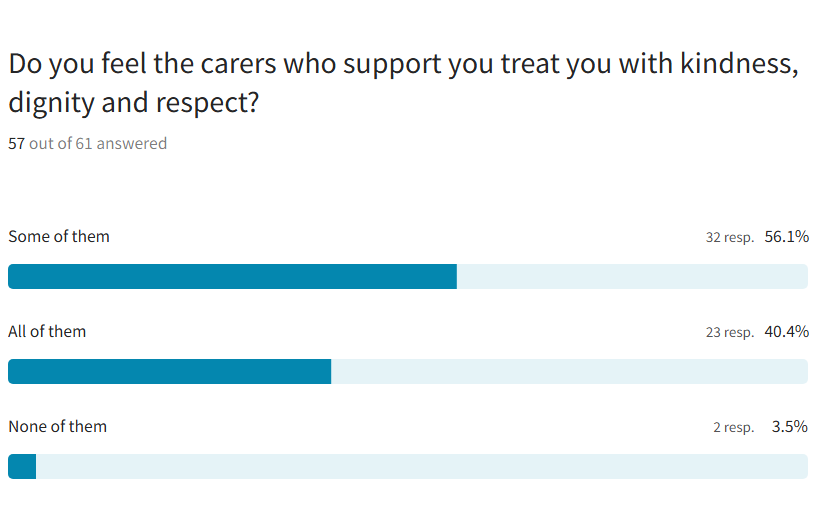 Do you feel the carers who support you treat you with kindness,
dignity and respect?
57 out of 61 answered
Some of them 32 resp. 56.1%
All of them 23 resp. 40.4%
None of them 2 resp. 3.5%